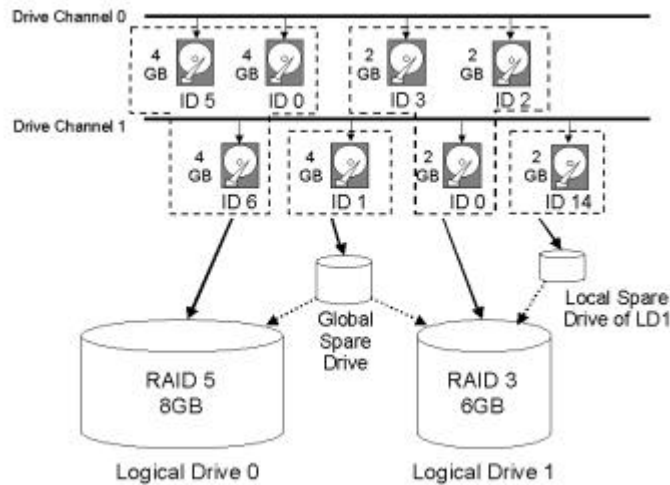 Drive Channel 0
4 GB
4 GB
2 GB
2 GB
ID 5
ID 0
ID 3
ID 2
Drive Channel 1
4 GB
4 GB
2 GB
2 GB
ID 6
ID 1
ID 0
ID 14
Global
Spare
Drive
Local Spare
Drive of LD1
RAID 5
8GB
RAID 3
6GB
Logical Drive 0
Logical Drive 1